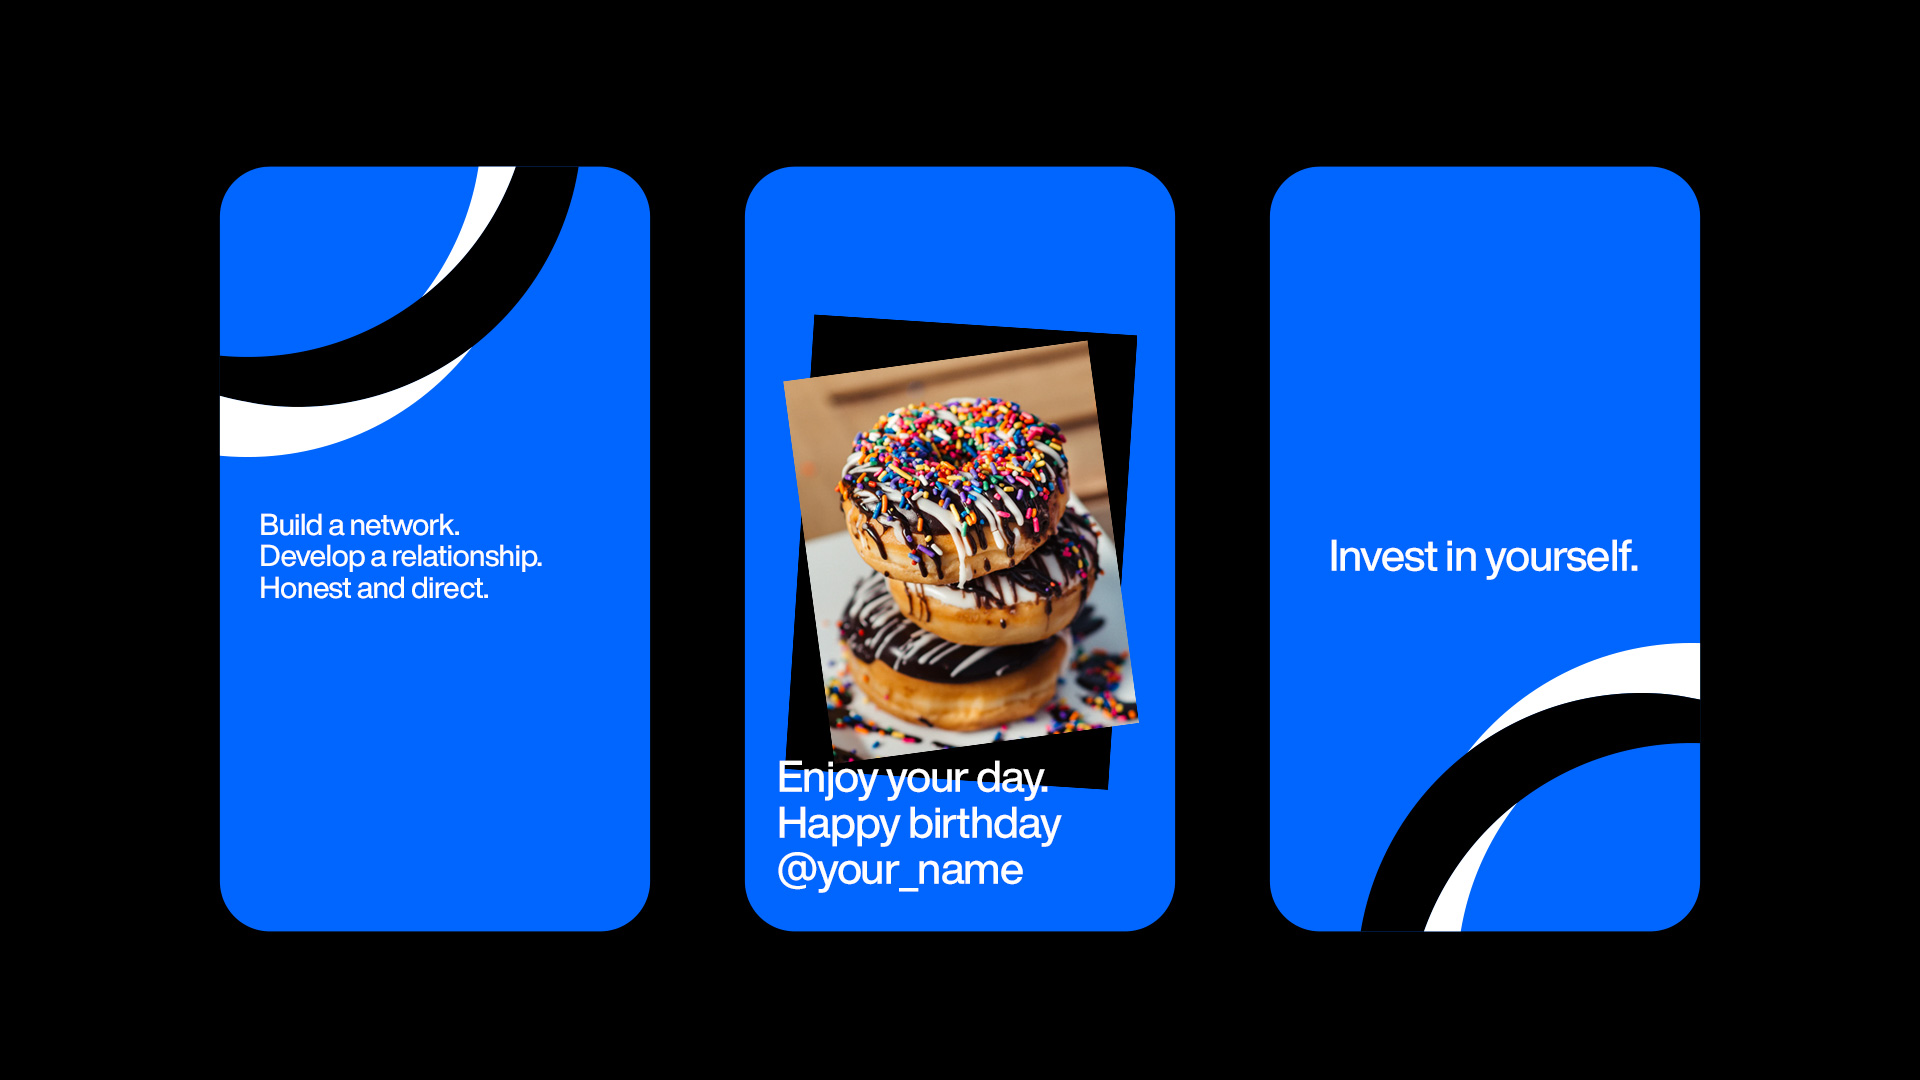 Build a network.
Develop a relationship.
Honest and direct.
Enjoy your day.
Happy birthday
@your_name
Invest in yourself.